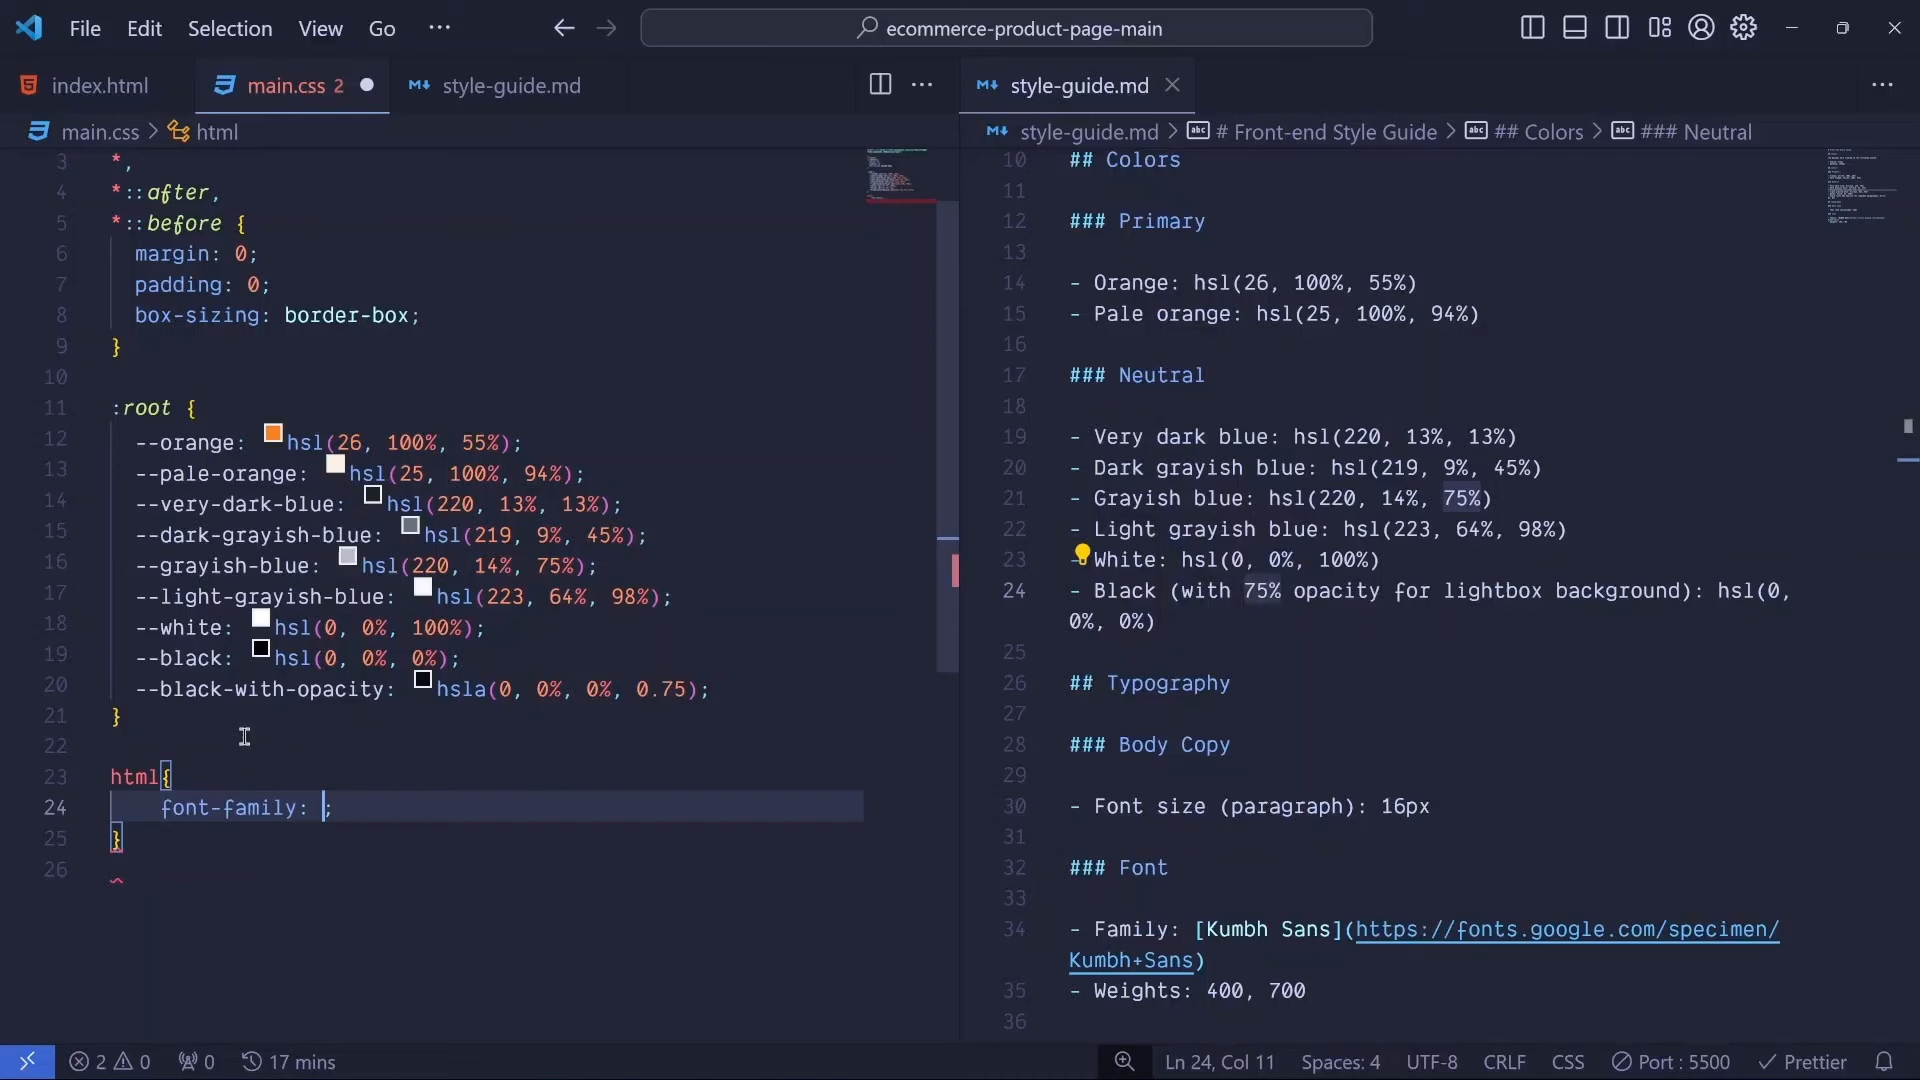 File Edit Selection View Go ··· ecommerce-product-page-main
index.html main.css 2 style-guide.md style-guide.md
main.css > html
style-guide.md > # Front-end Style Guide > ## Colors > ### Neutral
3 *,
4 *::after,
5 *::before {
6 margin: 0;
7 padding: 0;
8 box-sizing: border-box;
9 }
10
11 :root {
12 --orange: hsl(26, 100%, 55%);
13 --pale-orange: hsl(25, 100%, 94%);
14 --very-dark-blue: hsl(220, 13%, 13%);
15 --dark-grayish-blue: hsl(219, 9%, 45%);
16 --grayish-blue: hsl(220, 14%, 75%);
17 --light-grayish-blue: hsl(223, 64%, 98%);
18 --white: hsl(0, 0%, 100%);
19 --black: hsl(0, 0%, 0%);
20 --black-with-opacity: hsla(0, 0%, 0%, 0.75);
21 }
22
23 html{
24 font-family: ;
25 }
26
10 ## Colors
11
12 ### Primary
13
14 - Orange: hsl(26, 100%, 55%)
15 - Pale orange: hsl(25, 100%, 94%)
16
17 ### Neutral
18
19 - Very dark blue: hsl(220, 13%, 13%)
20 - Dark grayish blue: hsl(219, 9%, 45%)
21 - Grayish blue: hsl(220, 14%, 75%)
22 - Light grayish blue: hsl(223, 64%, 98%)
23 - White: hsl(0, 0%, 100%)
24 - Black (with 75% opacity for lightbox background): hsl(0,
0%, 0%)
25
26 ## Typography
27
28 ### Body Copy
29
30 - Font size (paragraph): 16px
31
32 ### Font
33
34 - Family: [Kumbh Sans](https://fonts.google.com/specimen/
Kumbh+Sans)
35 - Weights: 400, 700
36
2 0 0 17 mins Ln 24, Col 11 Spaces: 4 UTF-8 CRLF CSS Port : 5500 Prettier